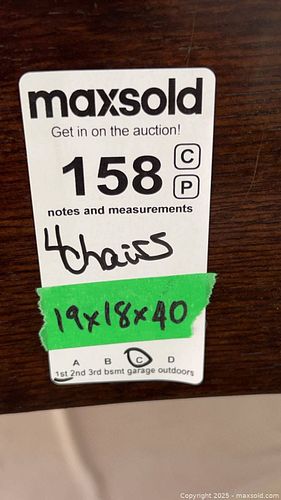 maxsold
Get in on the auction!
158 C
P
notes and measurements
4 Chairs
19x18x40
A B C D
1st 2nd 3rd bsmt garage outdoors
Copyright 2025 - maxsold.com